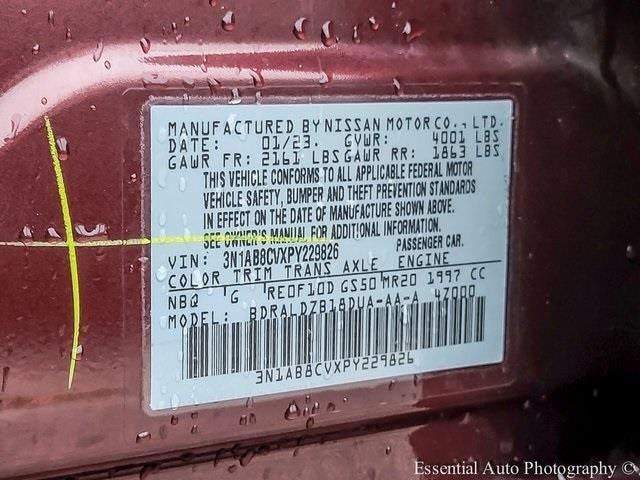 MANUFACTURED BY NISSAN MOTOR CO., LTD.
DATE: 01/23. GVWR: 4001 LBS
GAWR FR: 2161 LBS GAWR RR: 1863 LBS
THIS VEHICLE CONFORMS TO ALL APPLICABLE FEDERAL MOTOR
VEHICLE SAFETY, BUMPER AND THEFT PREVENTION STANDARDS
IN EFFECT ON THE DATE OF MANUFACTURE SHOWN ABOVE.
SEE OWNER'S MANUAL FOR ADDITIONAL INFORMATION.
VIN: 3N1AB8CVXPY229826 PASSENGER CAR.
COLOR TRIM TRANS AXLE ENGINE
NBQ 'G RE0F10D GS50 MR20 1997 CC
MODEL: BDRALDZB18DUA-AA-A 4Z000
3N1AB8CVXPY229826
Essential Auto Photography ©